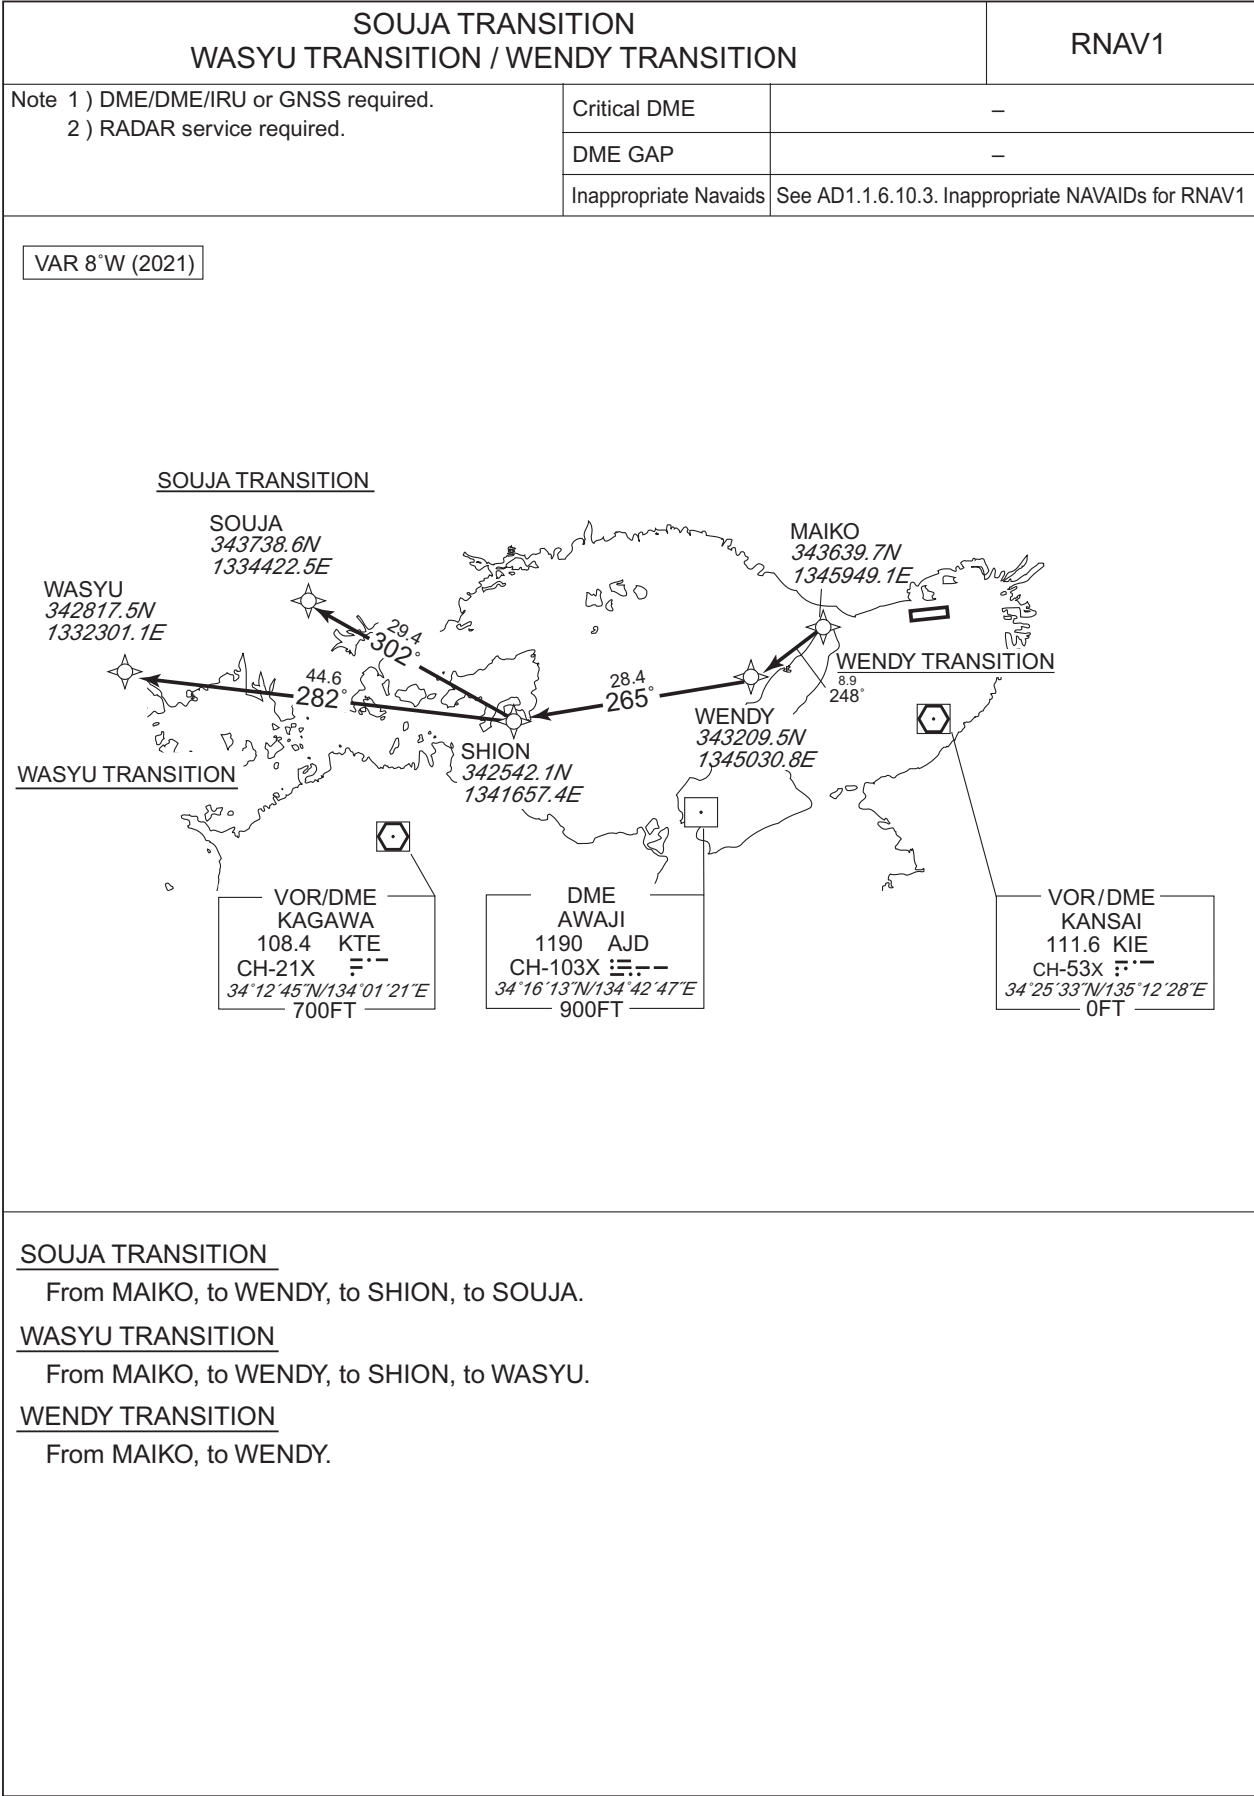 SOUJA TRANSITION
WASYU TRANSITION / WENDY TRANSITION
RNAV1
Note 1 ) DME/DME/IRU or GNSS required.
2 ) RADAR service required.
Critical DME
–
DME GAP
–
Inappropriate Navaids
See AD1.1.6.10.3. Inappropriate NAVAIDs for RNAV1
VAR 8˚W (2021)
SOUJA TRANSITION
SOUJA
343738.6N
1334422.5E
MAIKO
343639.7N
1345949.1E
WASYU
342817.5N
1332301.1E
29.4
302˚
WENDY TRANSITION
8.9
248˚
44.6
282˚
28.4
265˚
WENDY
343209.5N
1345030.8E
SHION
342542.1N
1341657.4E
WASYU TRANSITION
VOR/DME
KAGAWA
108.4 KTE
CH-21X
34˚12´45˝N/134˚01´21˝E
700FT
DME
AWAJI
1190 AJD
CH-103X
34˚16´13˝N/134˚42´47˝E
900FT
VOR/DME
KANSAI
111.6 KIE
CH-53X
34˚25´33˝N/135˚12´28˝E
0FT
SOUJA TRANSITION
From MAIKO, to WENDY, to SHION, to SOUJA.
WASYU TRANSITION
From MAIKO, to WENDY, to SHION, to WASYU.
WENDY TRANSITION
From MAIKO, to WENDY.